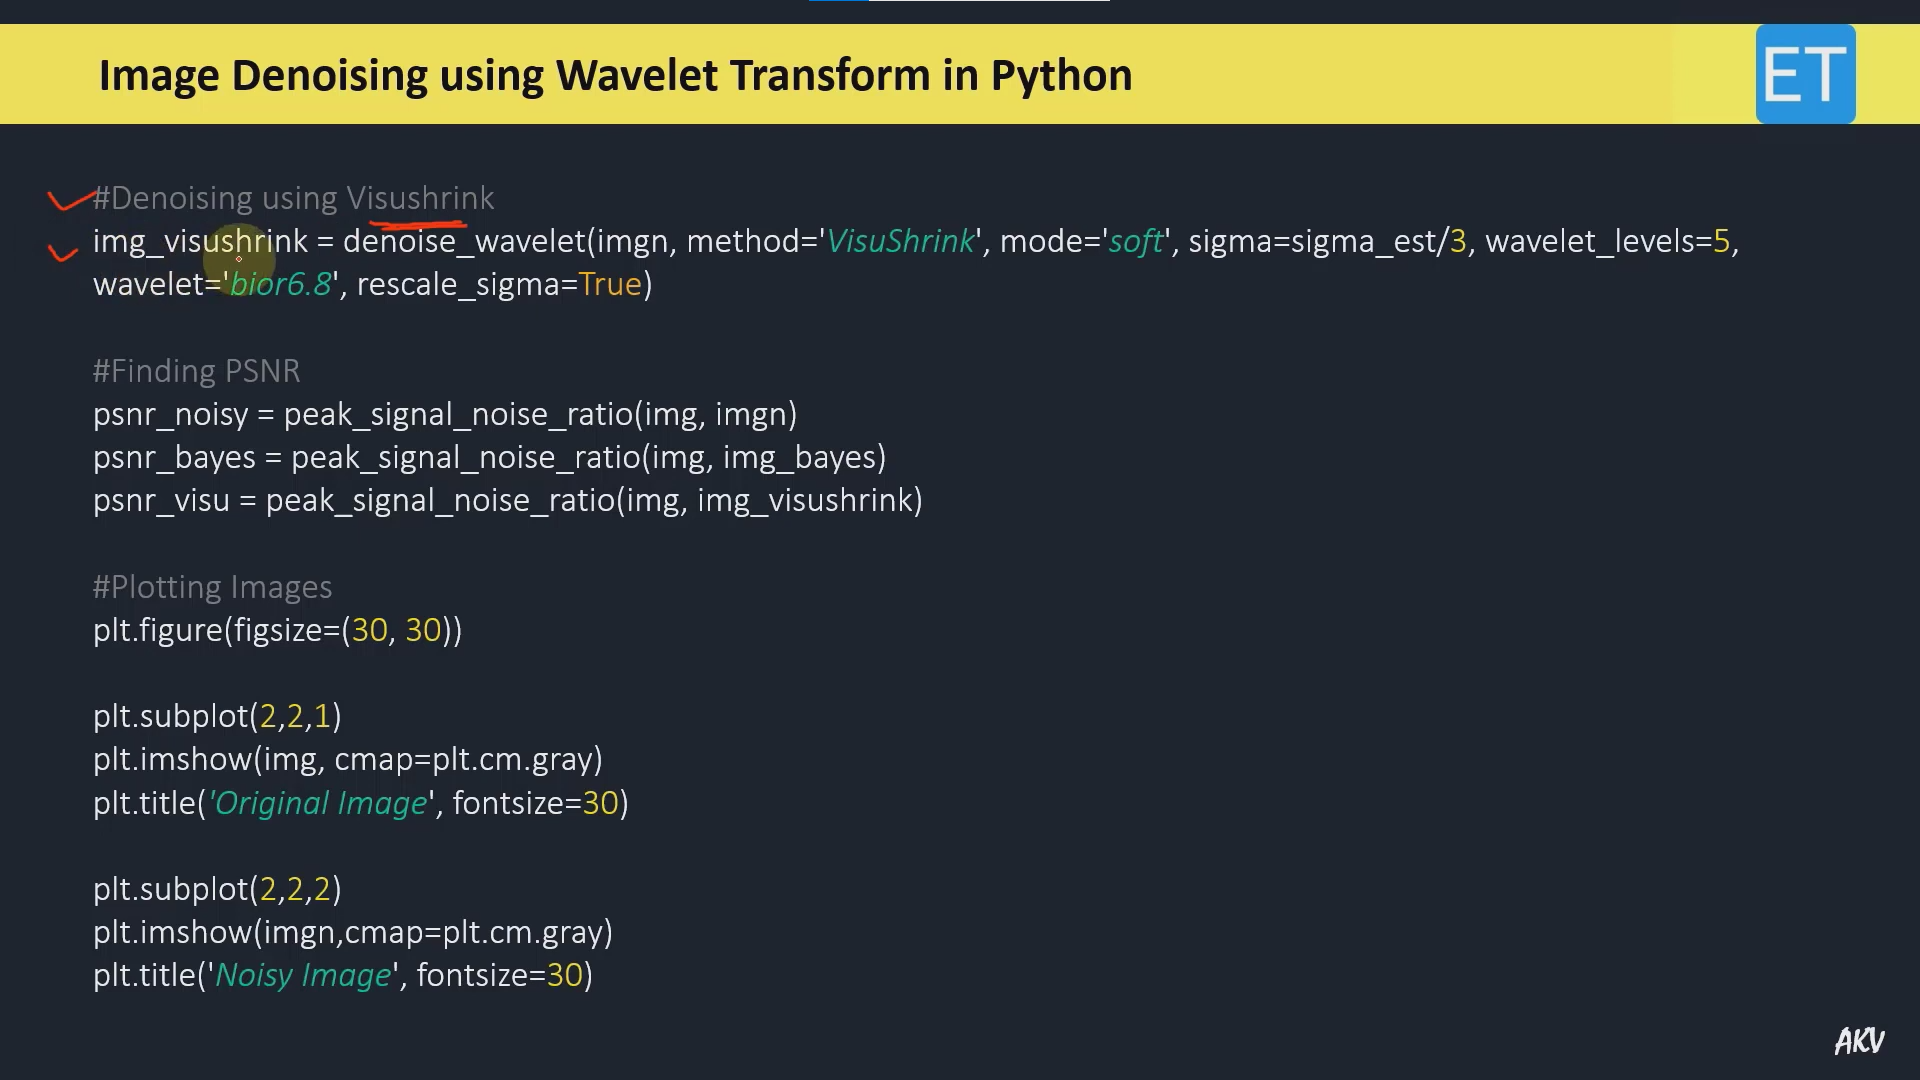 Image Denoising using Wavelet Transform in Python
ET
#Denoising using Visushrink
img_visushrink = denoise_wavelet(imgn, method='VisuShrink', mode='soft', sigma=sigma_est/3, wavelet_levels=5,
wavelet='bior6.8', rescale_sigma=True)
#Finding PSNR
psnr_noisy = peak_signal_noise_ratio(img, imgn)
psnr_bayes = peak_signal_noise_ratio(img, img_bayes)
psnr_visu = peak_signal_noise_ratio(img, img_visushrink)
#Plotting Images
plt.figure(figsize=(30, 30))
plt.subplot(2,2,1)
plt.imshow(img, cmap=plt.cm.gray)
plt.title('Original Image', fontsize=30)
plt.subplot(2,2,2)
plt.imshow(imgn,cmap=plt.cm.gray)
plt.title('Noisy Image', fontsize=30)
AKV